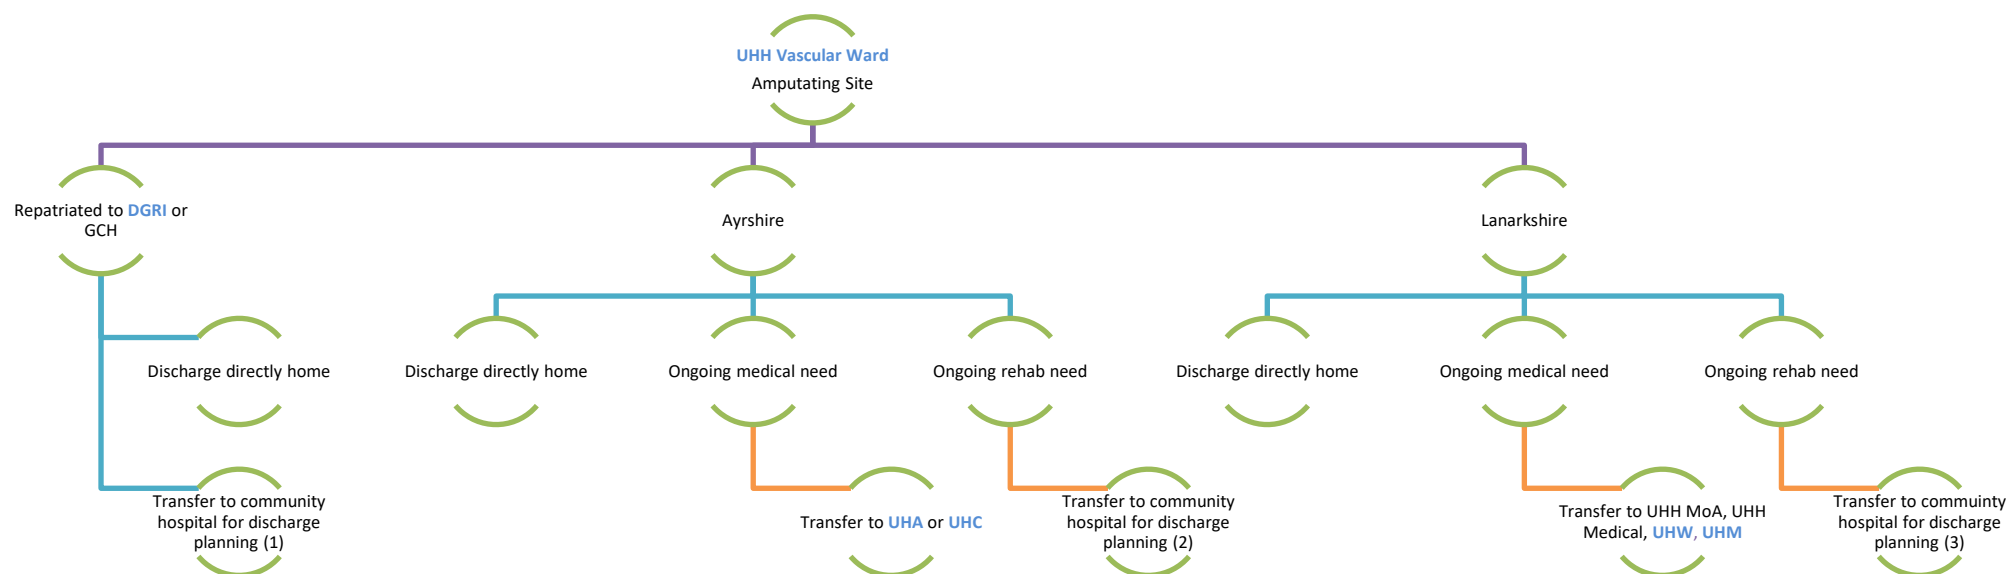 UHH Vascular Ward
Amputating Site
Repatriated to DGRI or
GCH
Ayrshire
Lanarkshire
Discharge directly home
Discharge directly home
Ongoing medical need
Ongoing rehab need
Discharge directly home
Ongoing medical need
Ongoing rehab need
Transfer to community
hospital for discharge
planning (1)
Transfer to UHA or UHC
Transfer to community
hospital for discharge
planning (2)
Transfer to UHH MoA, UHH
Medical, UHW, UHM
Transfer to commuinty
hospital for discharge
planning (3)